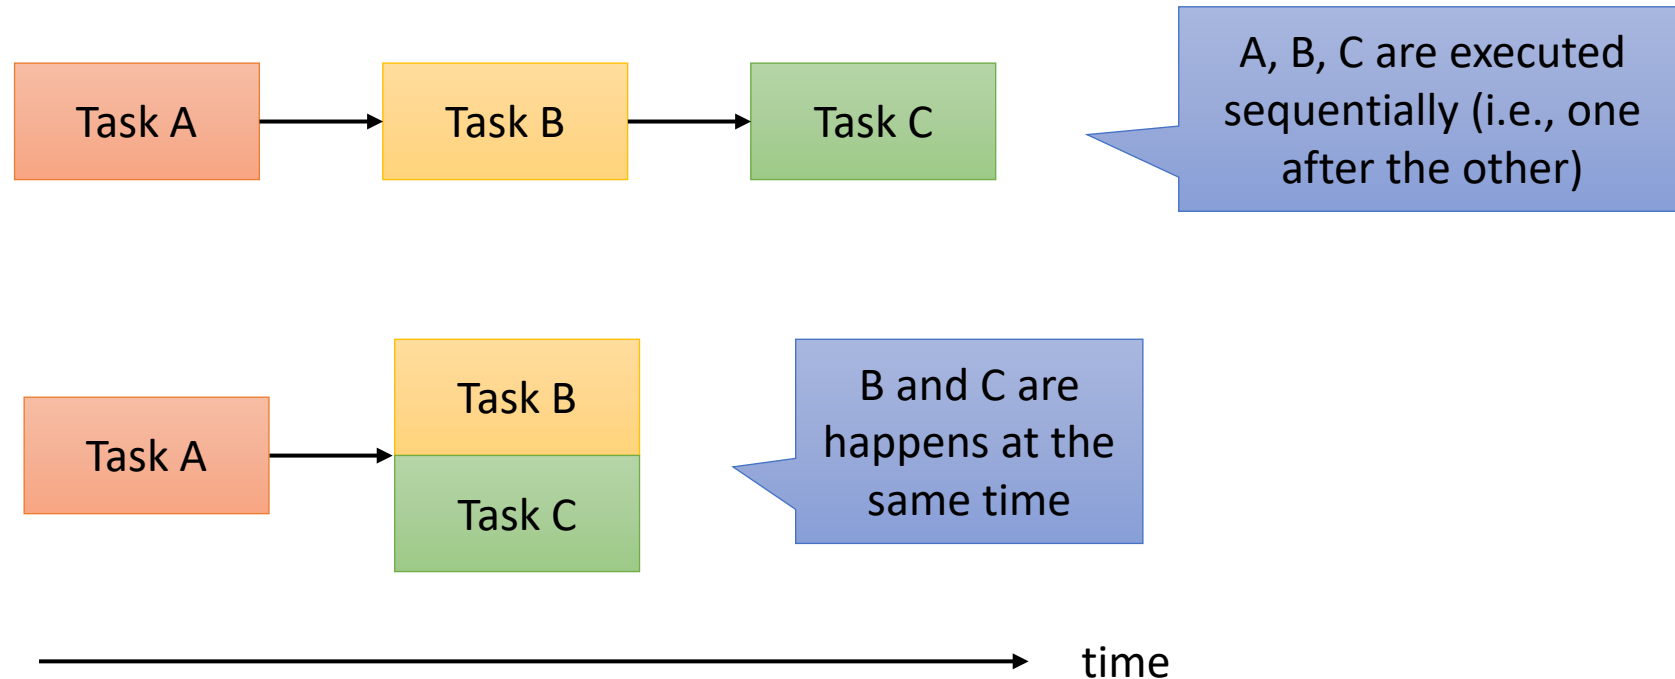 Task A
Task B
Task C
A, B, C are executed
sequentially (i.e., one
after the other)
Task A
Task B
Task C
B and C are
happens at the
same time
time